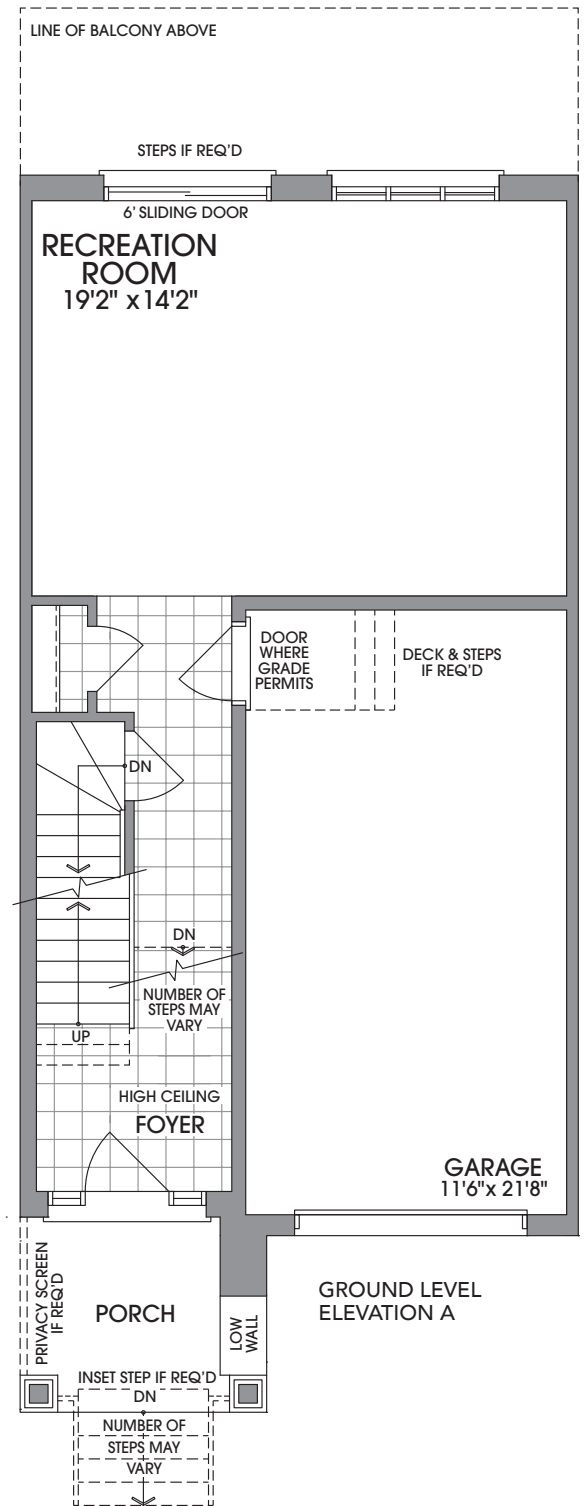 LINE OF BALCONY ABOVE
STEPS IF REQ'D
6' SLIDING DOOR
RECREATION
ROOM
19'2" x 14'2"
DOOR
WHERE
GRADE
PERMITS
DECK & STEPS
IF REQ'D
DN
DN
NUMBER OF
STEPS MAY
VARY
UP
HIGH CEILING
FOYER
GARAGE
11'6"x 21'8"
PRIVACY SCREEN
IF REQ'D
PORCH
LOW
WALL
GROUND LEVEL
ELEVATION A
INSET STEP IF REQ'D
DN
NUMBER OF
STEPS MAY
VARY